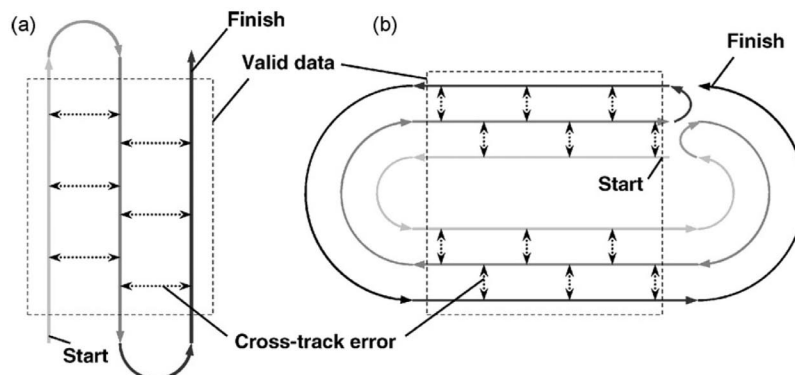 (a)
Finish
Valid data
(b)
Finish
Start
Start
Cross-track error